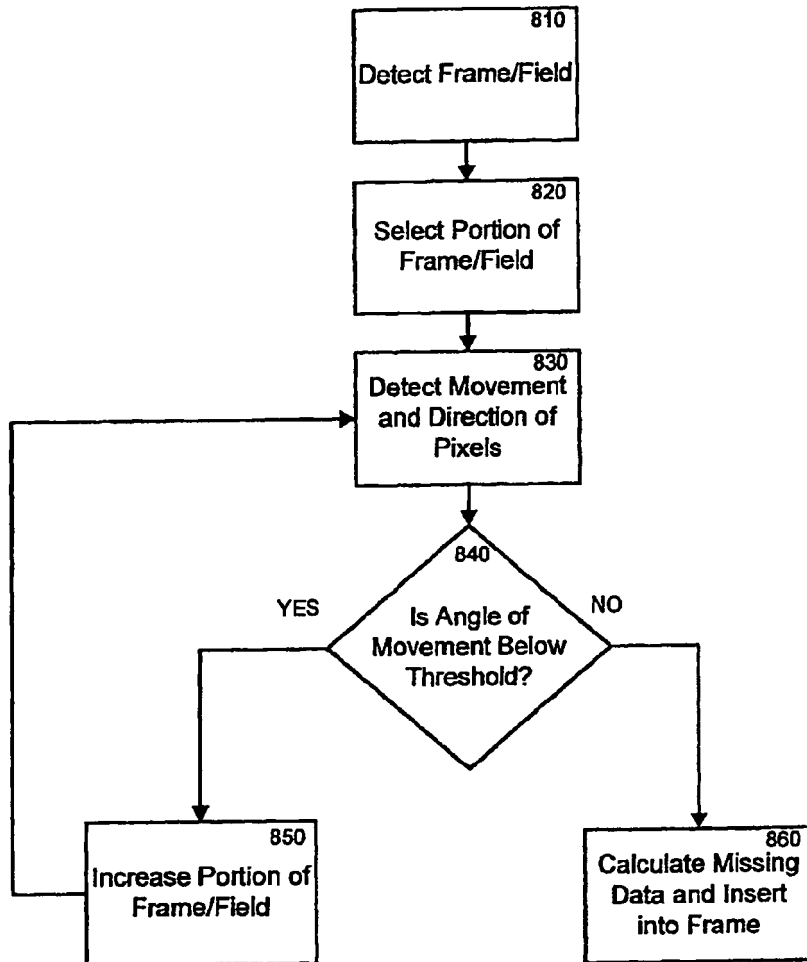 810
Detect Frame/Field
820
Select Portion of
Frame/Field
830
Detect Movement
and Direction of
Pixels
840
YES
NO
Is Angle of
Movement Below
Threshold?
850
Increase Portion of
Frame/Field
860
Calculate Missing
Data and Insert
into Frame